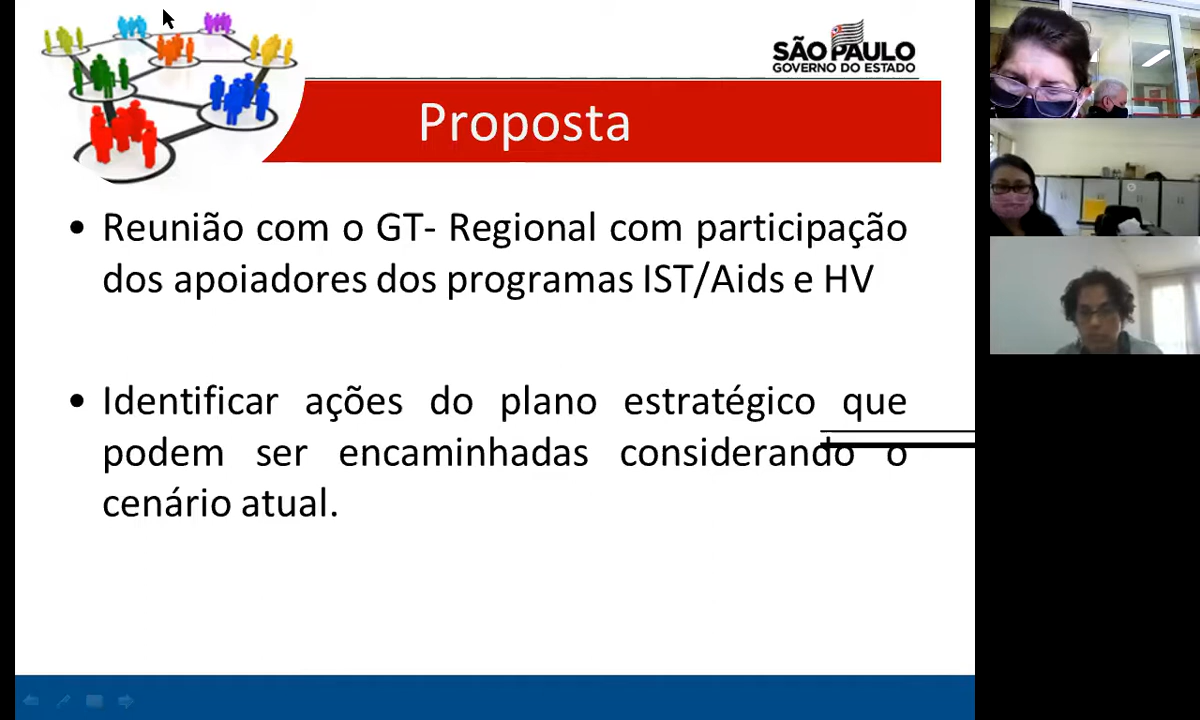 SÃO PAULO
GOVERNO DO ESTADO
Proposta
• Reunião com o GT- Regional com participação
dos apoiadores dos programas IST/Aids e HV
• Identificar ações do plano estratégico que
podem ser encaminhadas considerando o
cenário atual.